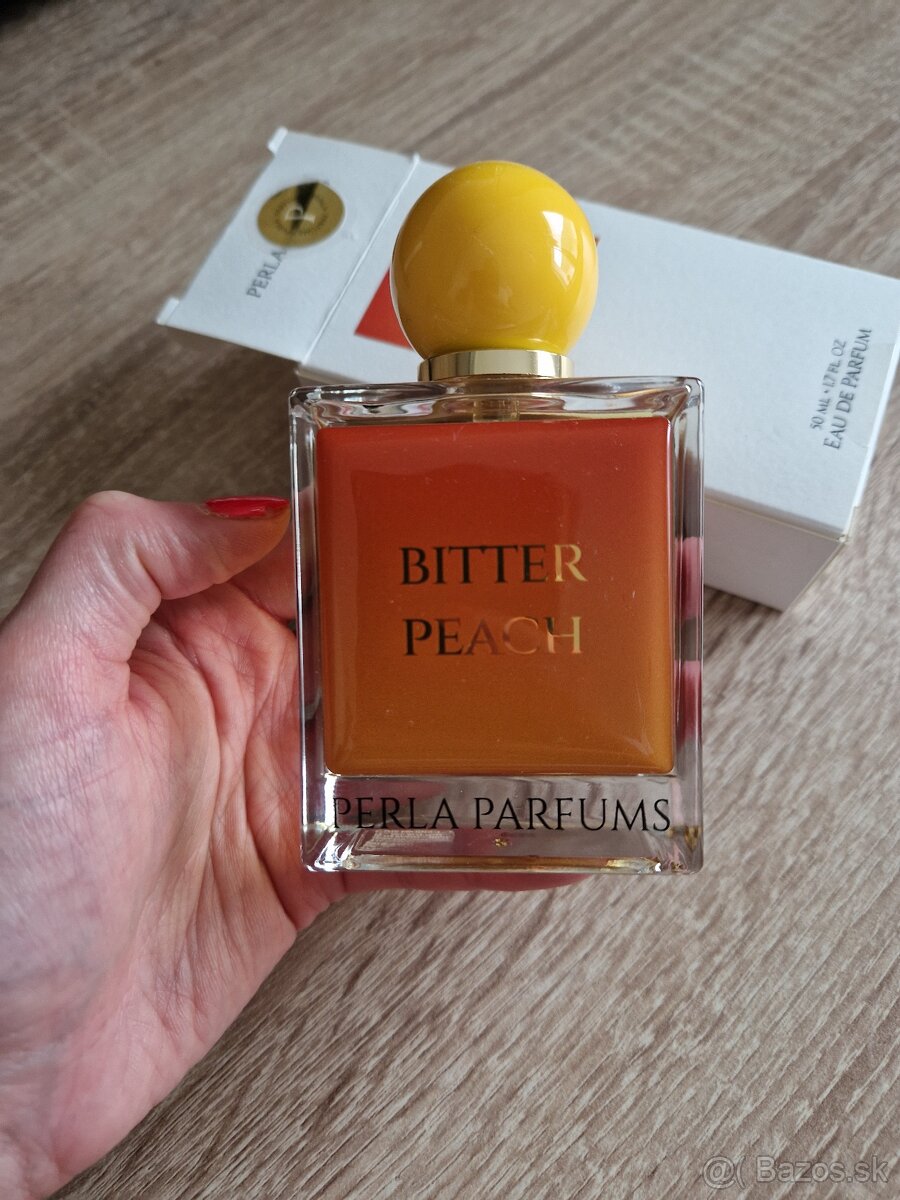 P
PERLA
50 ML • 1.7 FL. OZ
EAU DE PARFUM
BITTER
PEACH
PERLA PARFUMS
@( Bazos.sk